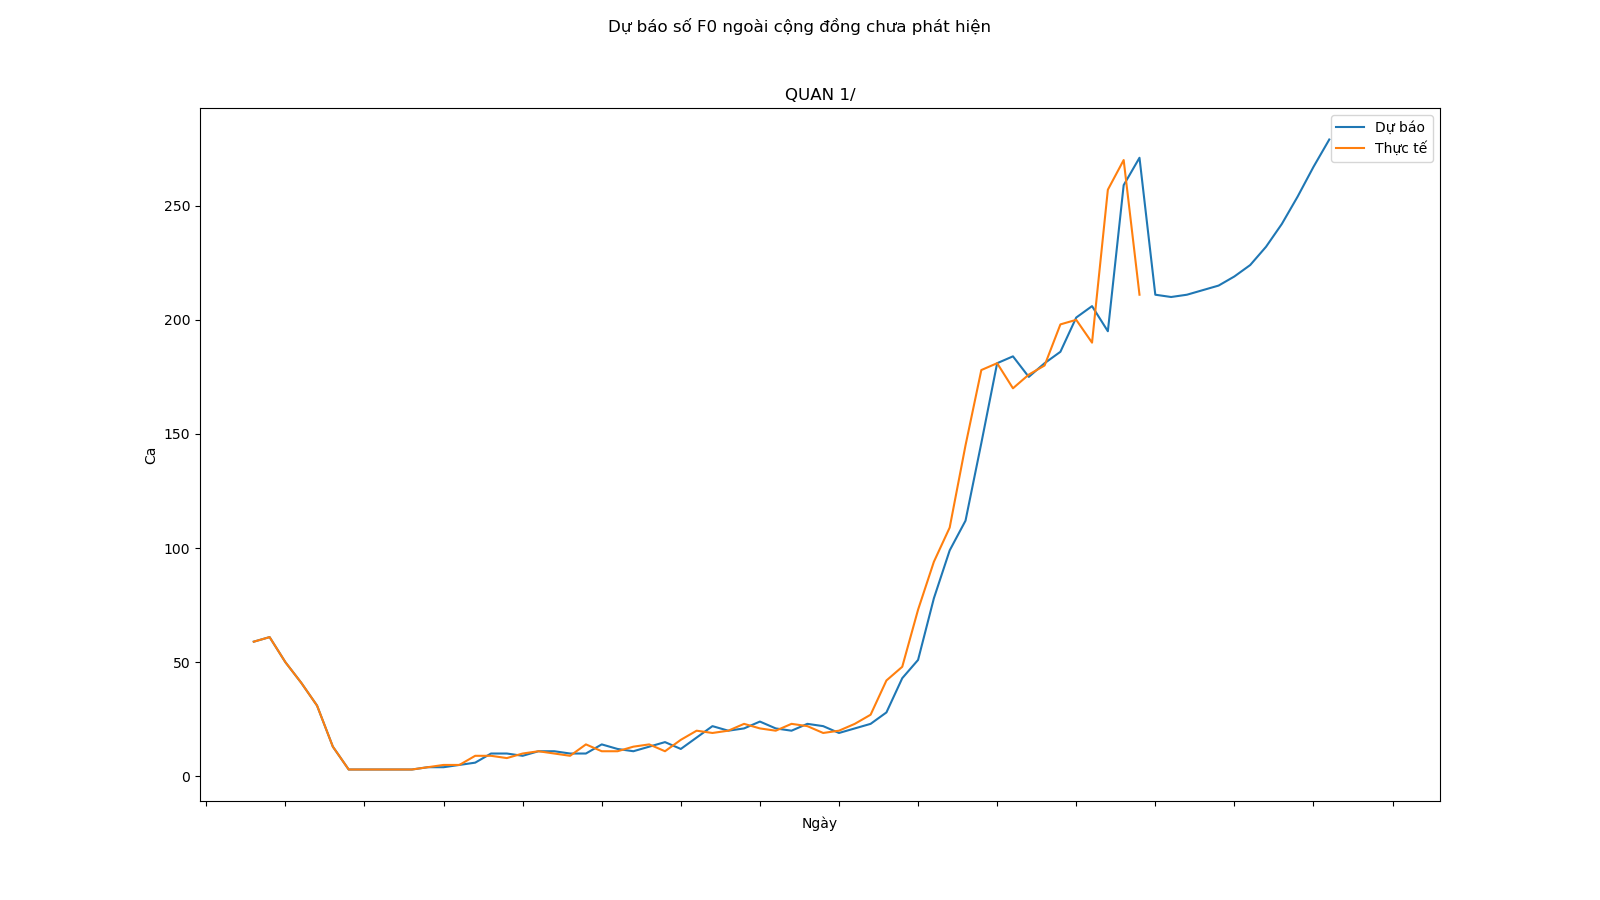 Dự báo số F0 ngoài cộng đồng chưa phát hiện
QUAN 1/
Dự báo
Thực tế
250
200
150
100
50
0
Ca
Ngày